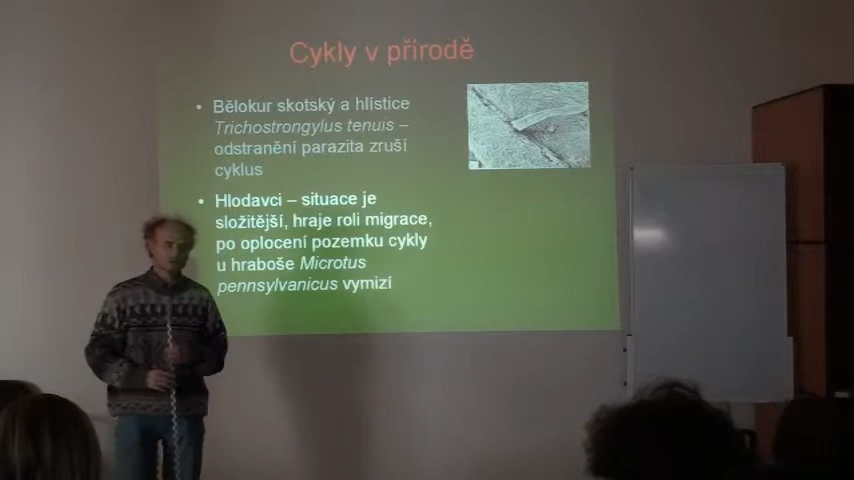 Cykly v přírodě
• Bělokur skotský a hlístice
Trichostrongylus tenuis –
odstranění parazita zruší
cyklus
• Hlodavci – situace je
složitější, hraje roli migrace,
po oplocení pozemku cykly
u hraboše Microtus
pennsylvanicus vymizí